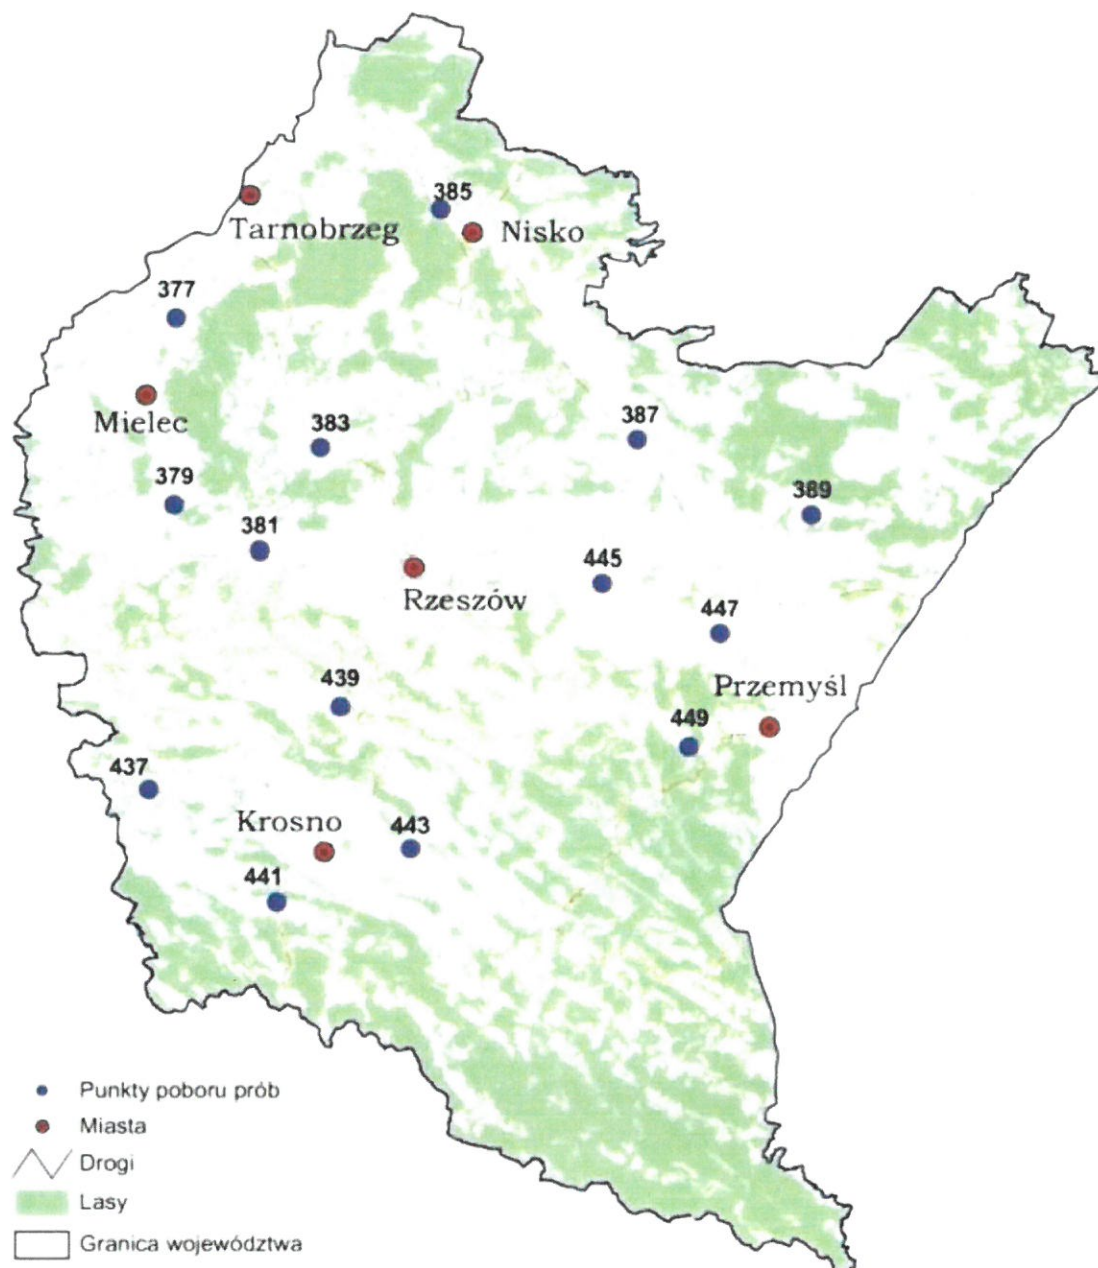 385
Tarnobrzeg
Nisko
377
Mielec
383
387
379
389
381
Rzeszów
445
447
439
Przemyśl
449
437
Krosno
443
441
Punkty poboru prób
Miasta
Drogi
Lasy
Granica województwa